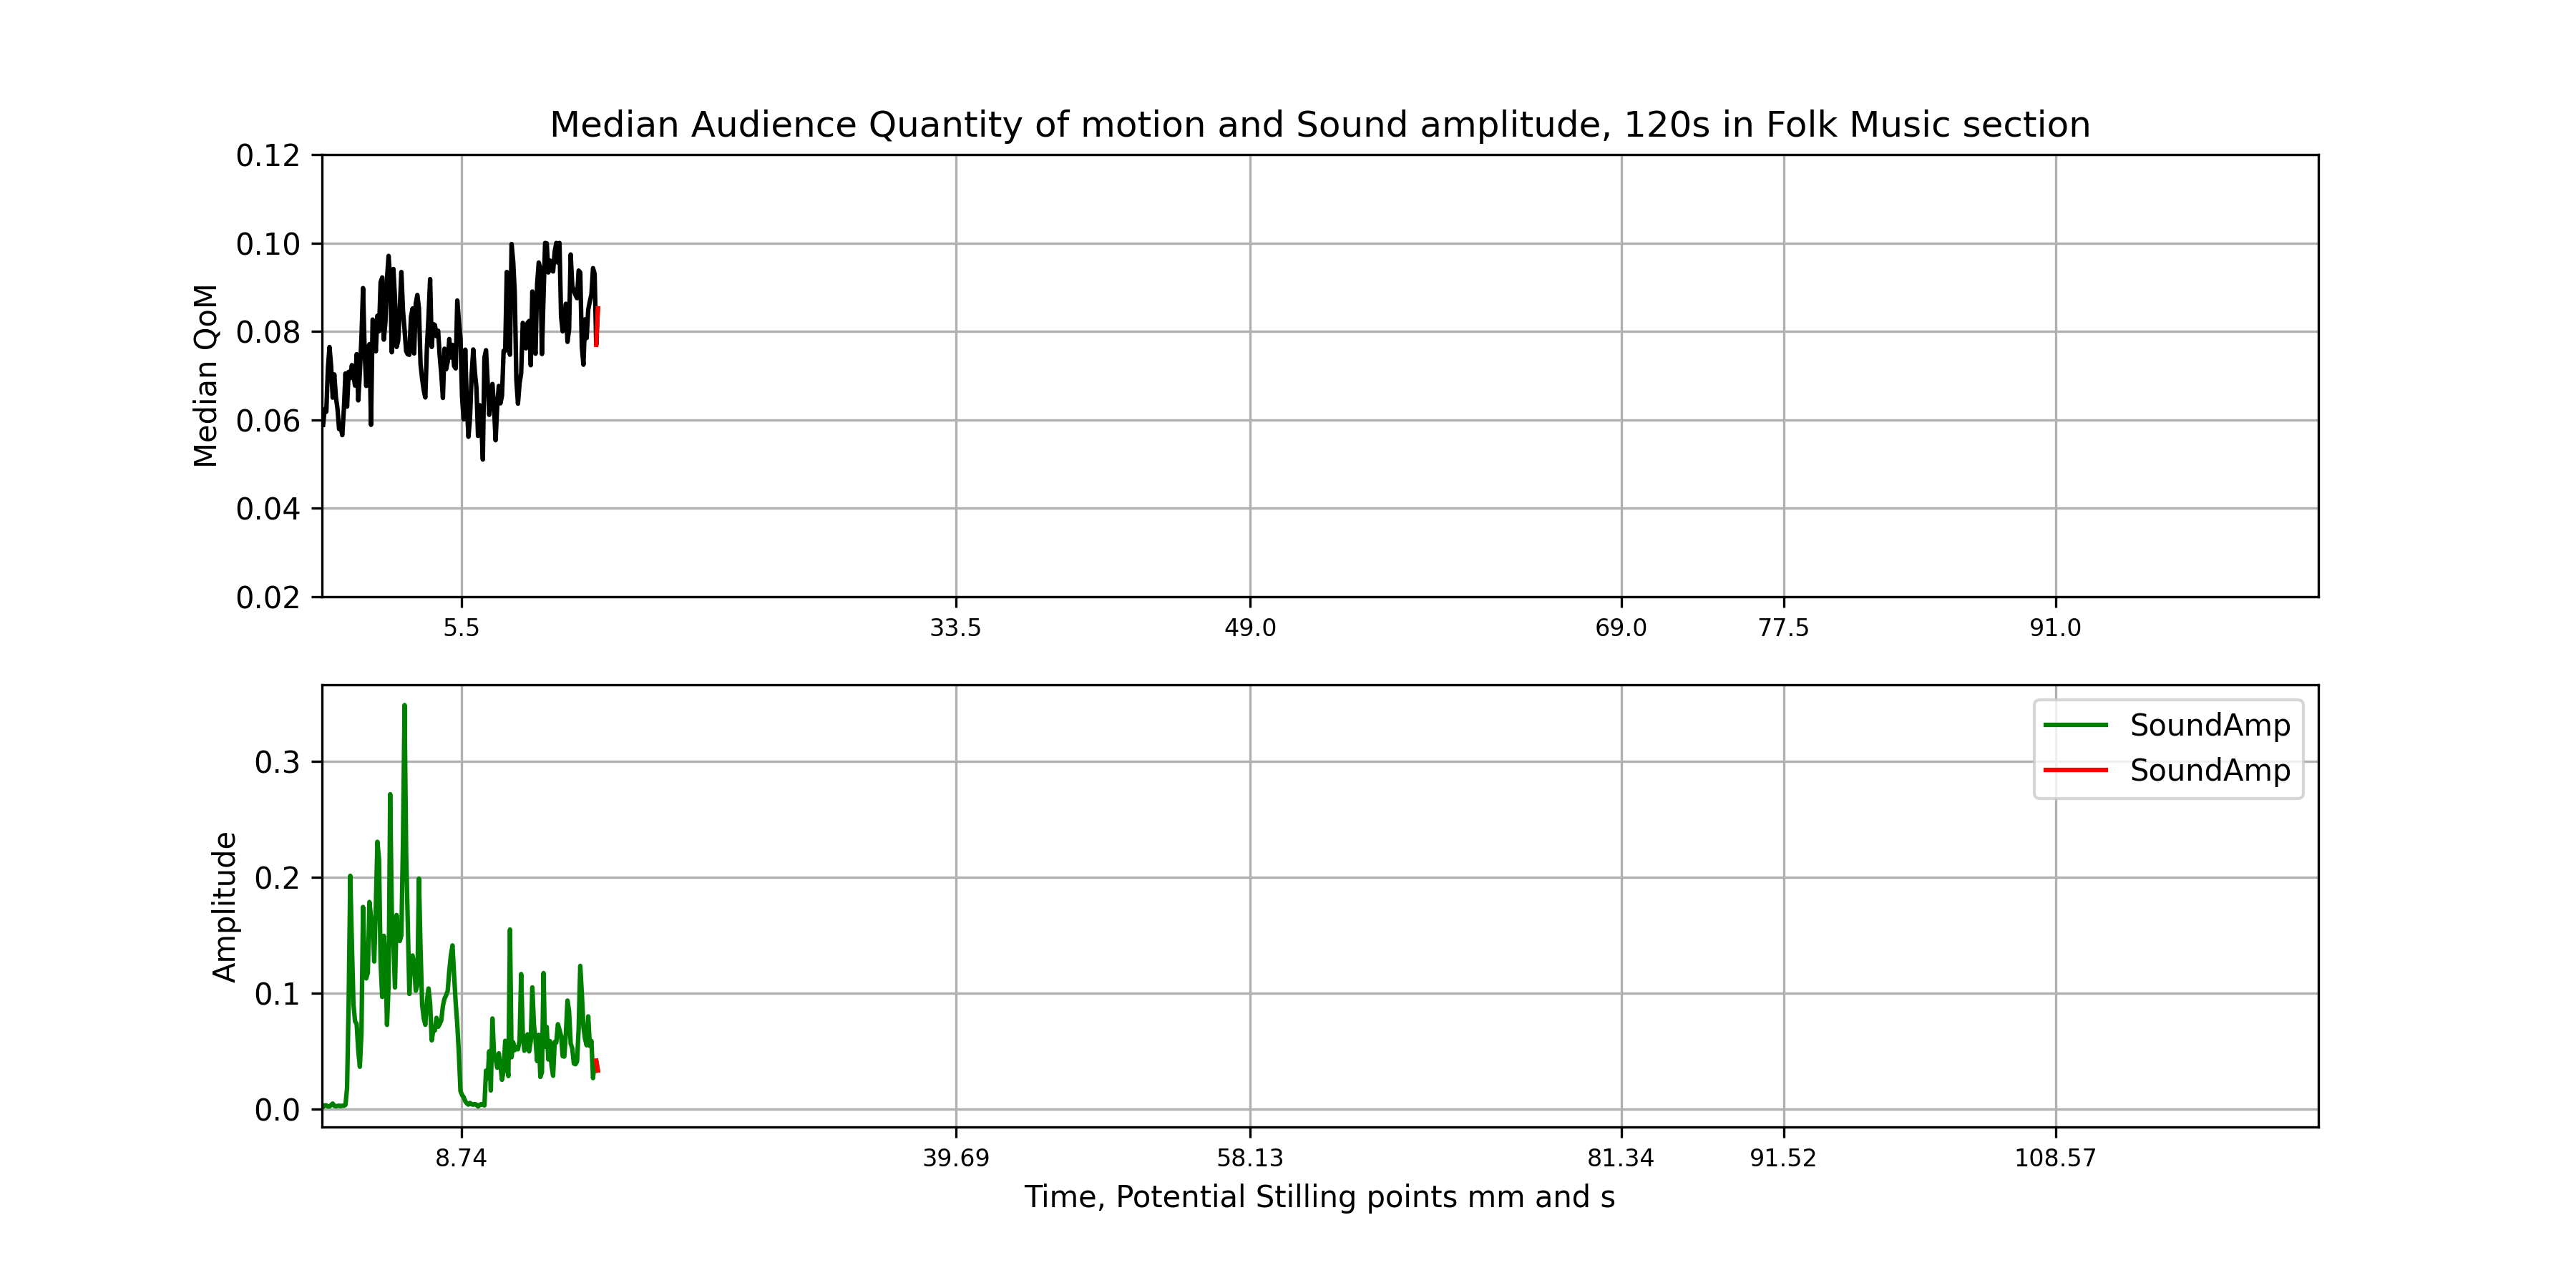 Median Audience Quantity of motion and Sound amplitude, 120s in Folk Music section
0.12
0.10
0.08
0.06
0.04
0.02
Median QoM
5.5 33.5 49.0 69.0 77.5 91.0
SoundAmp
SoundAmp
0.3
0.2
0.1
0.0
Amplitude
8.74 39.69 58.13 81.34 91.52 108.57
Time, Potential Stilling points mm and s